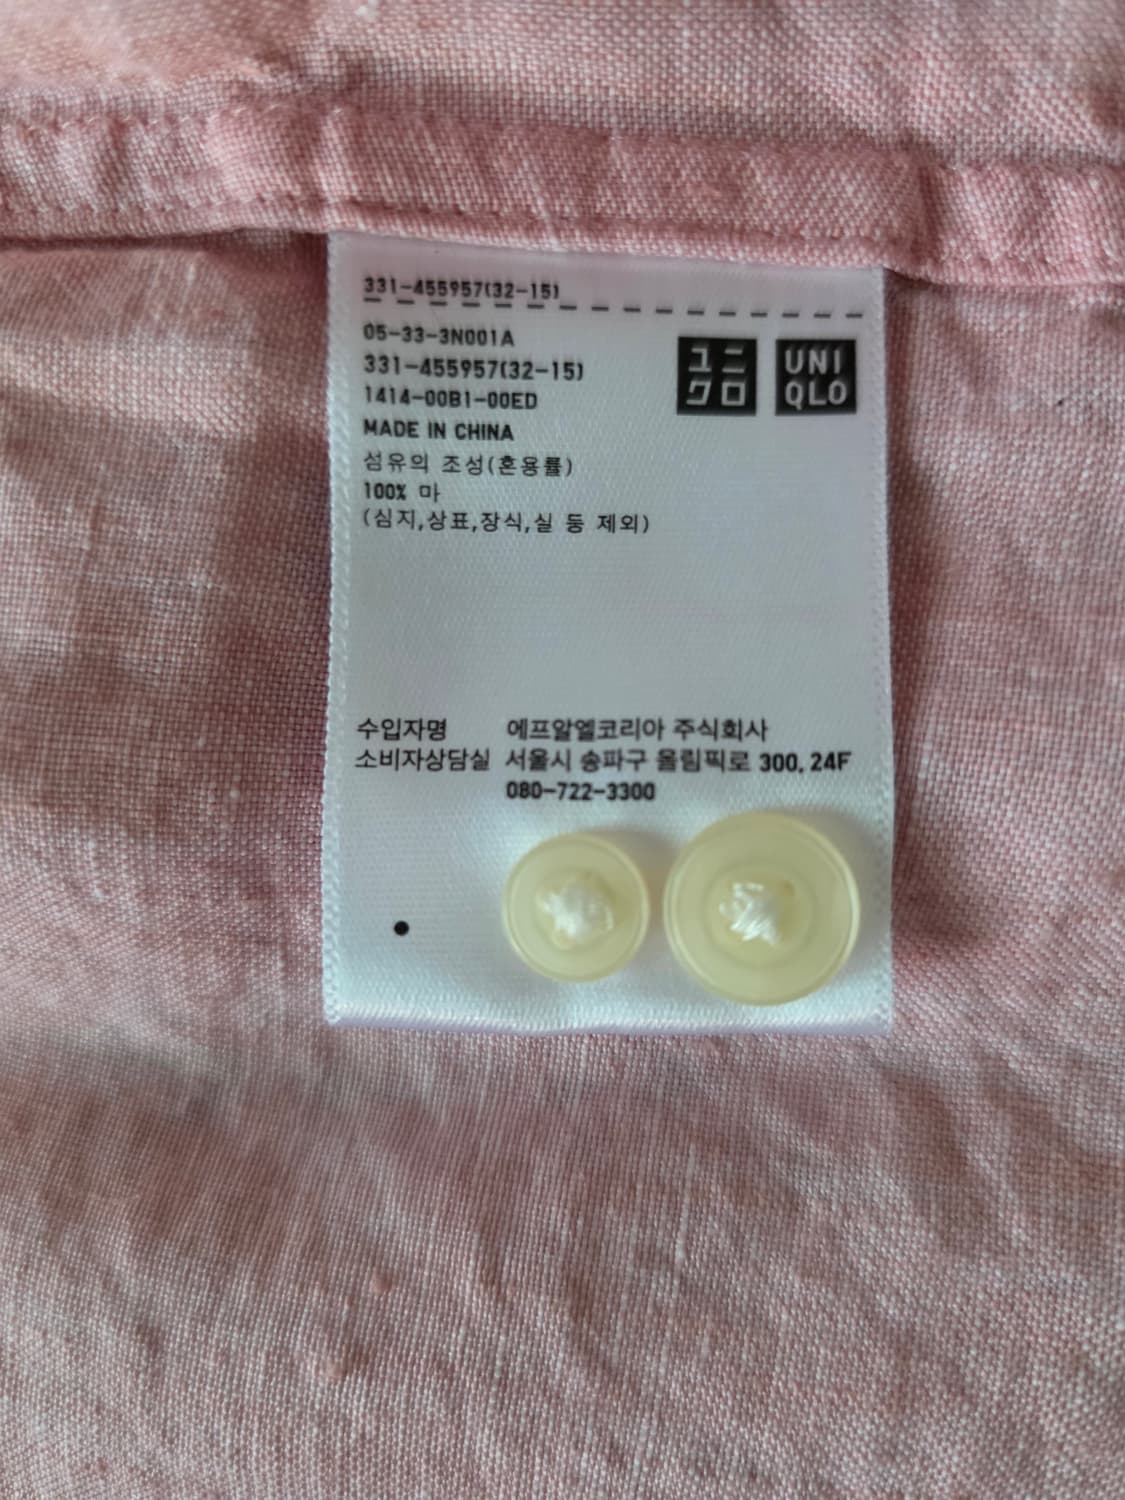 331-455957(32-15)
05-33-3N001A
331-455957(32-15)
1414-00B1-00ED
ユニ
クロ
UNI
QLO
MADE IN CHINA
섬유의 조성(혼용률)
100% 마
(심지,상표,장식,실 등 제외)
수입자명 에프알엘코리아 주식회사
소비자상담실 서울시 송파구 올림픽로 300, 24F
080-722-3300